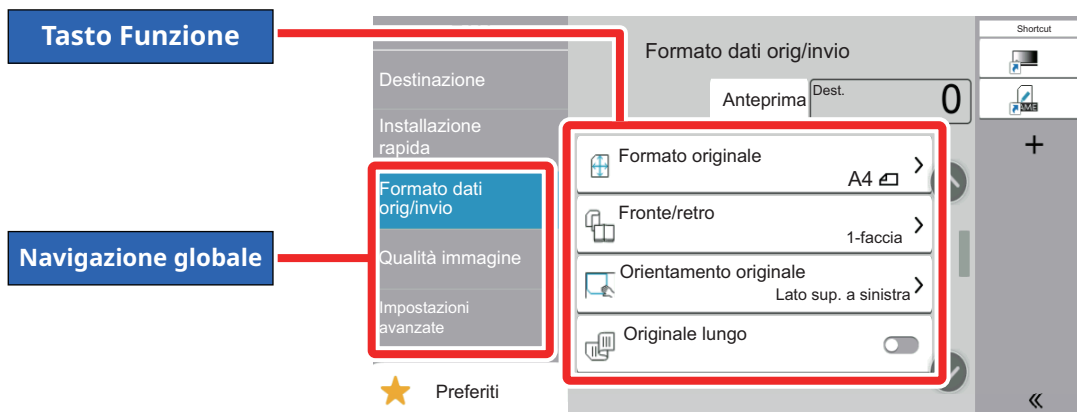 Tasto Funzione
Navigazione globale
Destinazione
Installazione
rapida
Formato dati
orig/invio
Qualità immagine
Impostazioni
avanzate
Preferiti
Formato dati orig/invio
Anteprima
Dest.
0
Formato originale
A4
Fronte/retro
1-faccia
Orientamento originale
Lato sup. a sinistra
Originale lungo
Shortcut
+
«